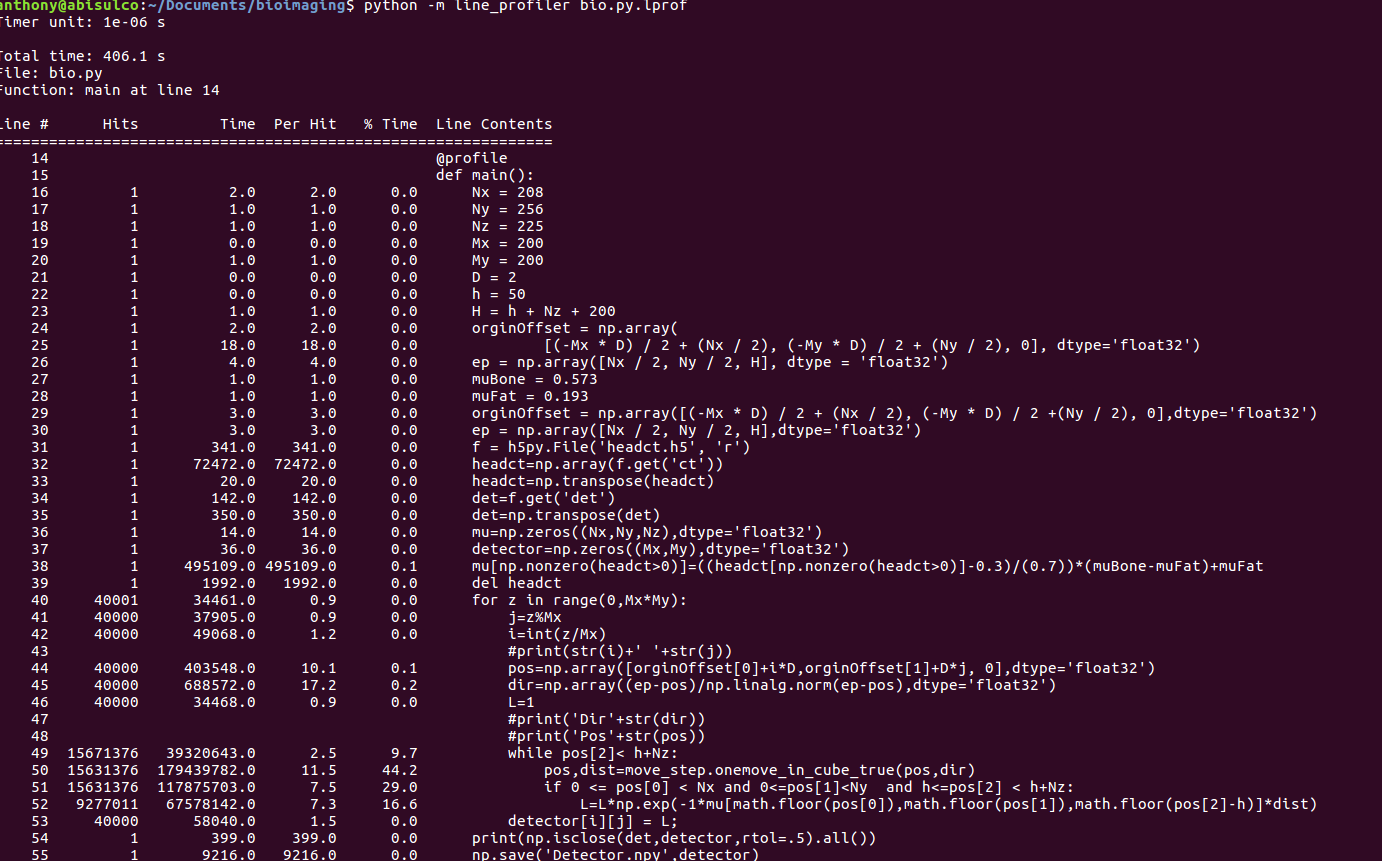 anthony@abisulco:~/Documents/bioimaging$ python -m line_profiler bio.py.lprof
Timer unit: 1e-06 s

Total time: 406.1 s
File: bio.py
Function: main at line 14

Line #      Hits         Time  Per Hit   % Time  Line Contents
==============================================================
    14                                           @profile
    15                                           def main():
    16         1          2.0      2.0      0.0      Nx = 208
    17         1          1.0      1.0      0.0      Ny = 256
    18         1          1.0      1.0      0.0      Nz = 225
    19         1          0.0      0.0      0.0      Mx = 200
    20         1          1.0      1.0      0.0      My = 200
    21         1          0.0      0.0      0.0      D = 2
    22         1          0.0      0.0      0.0      h = 50
    23         1          1.0      1.0      0.0      H = h + Nz + 200
    24         1          2.0      2.0      0.0      orginOffset = np.array(
    25         1         18.0     18.0      0.0              [(-Mx * D) / 2 + (Nx / 2), (-My * D) / 2 + (Ny / 2), 0], dtype='float32')
    26         1          4.0      4.0      0.0      ep = np.array([Nx / 2, Ny / 2, H], dtype = 'float32')
    27         1          1.0      1.0      0.0      muBone = 0.573
    28         1          1.0      1.0      0.0      muFat = 0.193
    29         1          3.0      3.0      0.0      orginOffset = np.array([(-Mx * D) / 2 + (Nx / 2), (-My * D) / 2 +(Ny / 2), 0],dtype='float32')
    30         1          3.0      3.0      0.0      ep = np.array([Nx / 2, Ny / 2, H],dtype='float32')
    31         1        341.0    341.0      0.0      f = h5py.File('headct.h5', 'r')
    32         1      72472.0  72472.0      0.0      headct=np.array(f.get('ct'))
    33         1         20.0     20.0      0.0      headct=np.transpose(headct)
    34         1        142.0    142.0      0.0      det=f.get('det')
    35         1        350.0    350.0      0.0      det=np.transpose(det)
    36         1         14.0     14.0      0.0      mu=np.zeros((Nx,Ny,Nz),dtype='float32')
    37         1         36.0     36.0      0.0      detector=np.zeros((Mx,My),dtype='float32')
    38         1     495109.0 495109.0      0.1      mu[np.nonzero(headct>0)]=((headct[np.nonzero(headct>0)]-0.3)/(0.7))*(muBone-muFat)+muFat
    39         1       1992.0   1992.0      0.0      del headct
    40     40001      34461.0      0.9      0.0      for z in range(0,Mx*My):
    41     40000      37905.0      0.9      0.0          j=z%Mx
    42     40000      49068.0      1.2      0.0          i=int(z/Mx)
    43                                                   #print(str(i)+' '+str(j))
    44     40000     403548.0     10.1      0.1          pos=np.array([orginOffset[0]+i*D,orginOffset[1]+D*j, 0],dtype='float32')
    45     40000     688572.0     17.2      0.2          dir=np.array((ep-pos)/np.linalg.norm(ep-pos),dtype='float32')
    46     40000      34468.0      0.9      0.0          L=1
    47                                                   #print('Dir'+str(dir))
    48                                                   #print('Pos'+str(pos))
    49  15671376   39320643.0      2.5      9.7          while pos[2]< h+Nz:
    50  15631376  179439782.0     11.5     44.2              pos,dist=move_step.onemove_in_cube_true(pos,dir)
    51  15631376  117875703.0      7.5     29.0              if 0 <= pos[0] < Nx and 0<=pos[1]<Ny  and h<=pos[2] < h+Nz:
    52   9277011   67578142.0      7.3     16.6                  L=L*np.exp(-1*mu[math.floor(pos[0]),math.floor(pos[1]),math.floor(pos[2]-h)]*dist)
    53     40000      58040.0      1.5      0.0          detector[i][j] = L;
    54         1        399.0    399.0      0.0      print(np.isclose(det,detector,rtol=.5).all())
    55         1       9216.0   9216.0      0.0      np.save('Detector.npy',detector)